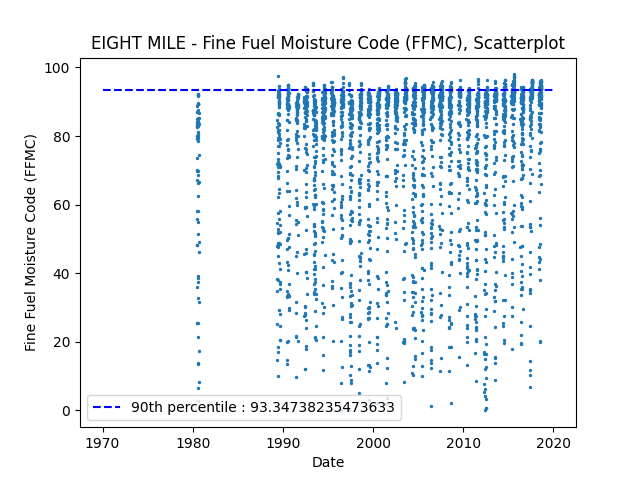 EIGHT MILE - Fine Fuel Moisture Code (FFMC), Scatterplot
Fine Fuel Moisture Code (FFMC)
100
80
60
40
20
0
90th percentile : 93.34738235473633
1970 1980 1990 2000 2010 2020
Date